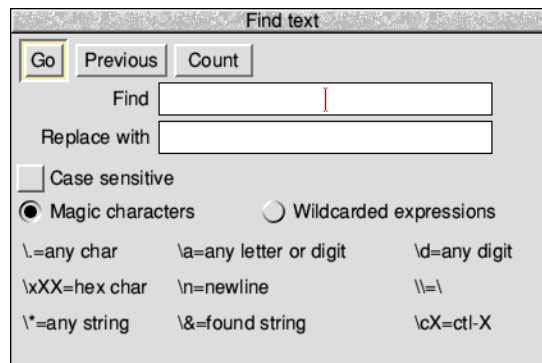 Find text
Go Previous Count
Find
Replace with
Case sensitive
Magic characters Wildcarded expressions
\.=any char \a=any letter or digit \d=any digit
\xXX=hex char \n=newline \\=\
\*=any string \&=found string \cX=ctl-X